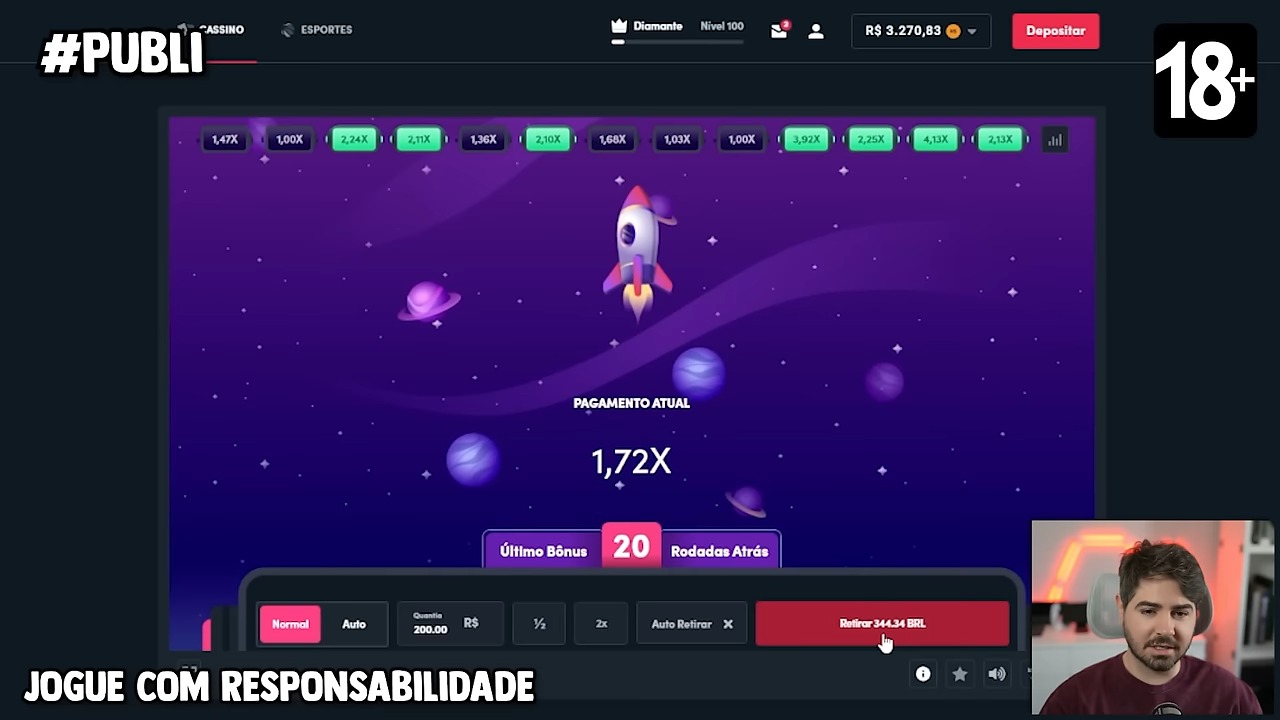 CASSINO
ESPORTES
Diamante
Nível 100
2
R$ 3.270,83
Depositar
#PUBLI
18+
1,47X
1,00X
2,24X
2,11X
1,36X
2,10X
1,68X
1,03X
1,00X
3,92X
2,25X
4,13X
2,13X
PAGAMENTO ATUAL
1,72X
Último Bônus
20
Rodadas Atrás
Normal
Auto
Quantia
200.00
R$
½
2x
Auto Retirar
Retirar 344.34 BRL
JOGUE COM RESPONSABILIDADE